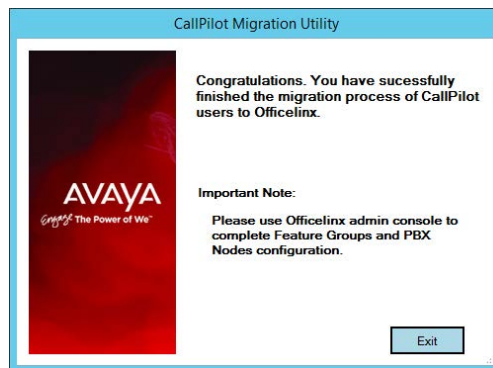 CallPilot Migration Utility
Congratulations. You have sucessfully
finished the migration process of CallPilot
users to Officelinx.
Important Note:
Please use Officelinx admin console to
complete Feature Groups and PBX
Nodes configuration.
AVAYA
Engage The Power of We™
Exit